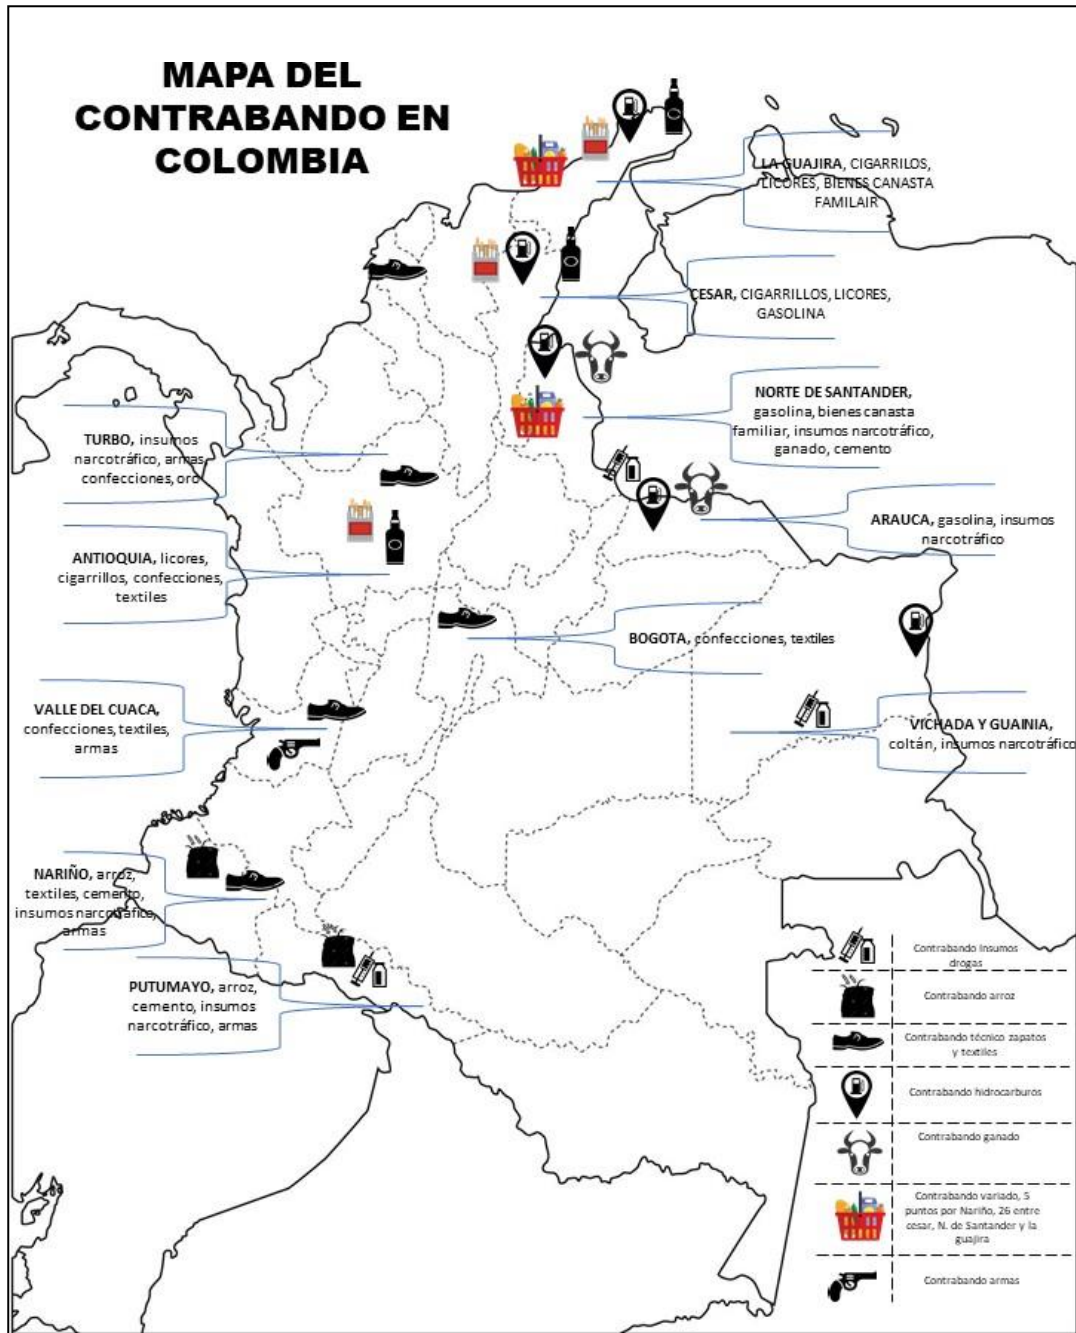 MAPA DEL
CONTRABANDO EN
COLOMBIA
LA GUAJIRA, CIGARRILOS,
LICORES, BIENES CANASTA
FAMILAIR
CESAR, CIGARRILLOS, LICORES,
GASOLINA
NORTE DE SANTANDER,
gasolina, bienes canasta
familiar, insumos narcotráfico,
ganado, cemento
TURBO, insumos
narcotráfico, armas
confecciones, oro
ARAUCA, gasolina, insumos
narcotráfico
ANTIOQUIA, licores,
cigarrillos, confecciones,
textiles
BOGOTA, confecciones, textiles
VALLE DEL CUACA,
confecciones, textiles,
armas
VICHADA Y GUAINIA,
coltán, insumos narcotráfico
NARIÑO, arroz,
textiles, cemento,
insumos narcotráfico,
armas
PUTUMAYO, arroz,
cemento, insumos
narcotráfico, armas
Contrabando Insumos
drogas
Contrabando arroz
Contrabando técnico zapatos
y textiles
Contrabando hidrocarburos
Contrabando ganado
Contrabando variado, 5
puntos por Nariño, 26 entre
cesar, N. de Santander y la
guajira
Contrabando armas